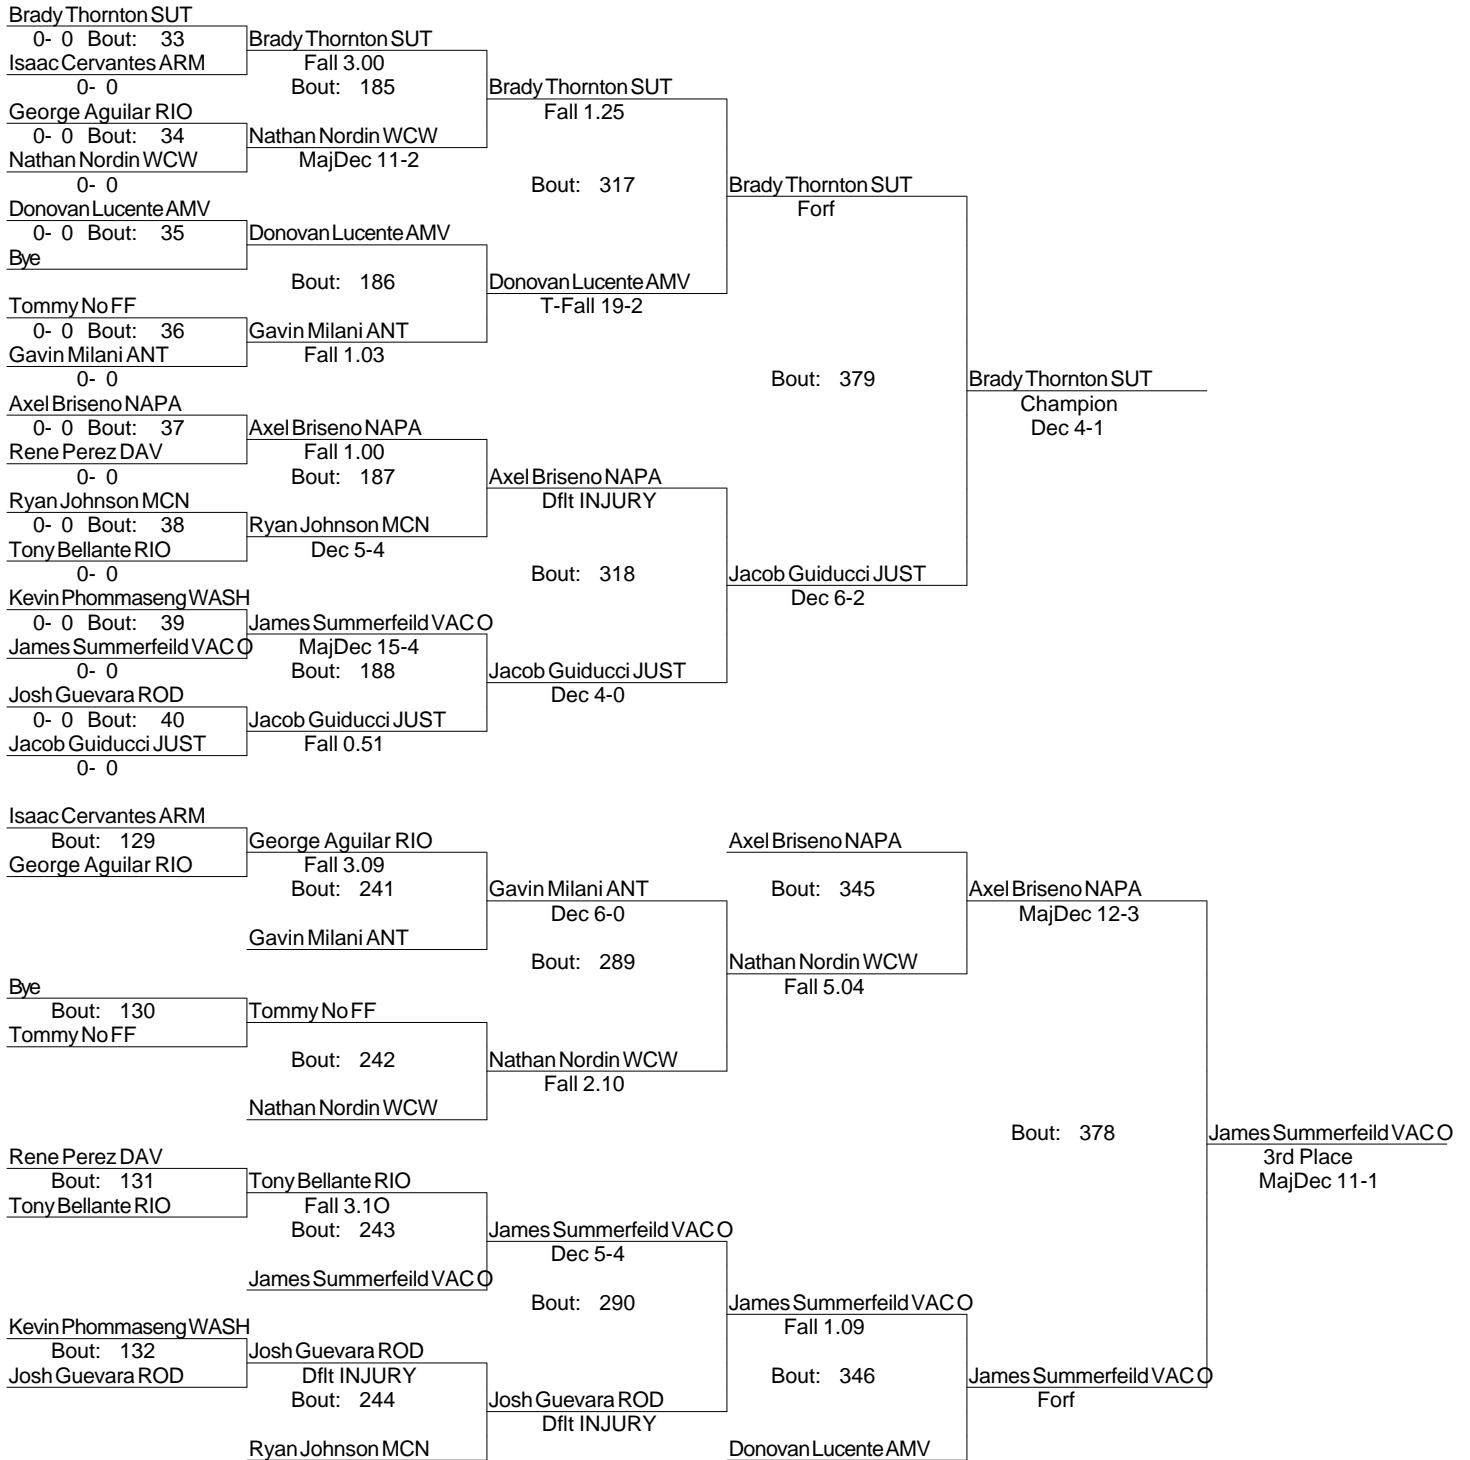 Brady Thornton SUT
0- 0 Bout: 33
Brady Thornton SUT
Isaac Cervantes ARM
Fall 3.00
0- 0
Bout: 185
Brady Thornton SUT
George Aguilar RIO
Fall 1.25
0- 0 Bout: 34
Nathan Nordin WCW
Nathan Nordin WCW
MajDec 11-2
0- 0
Bout: 317
Brady Thornton SUT
Donovan Lucente AMV
Forf
0- 0 Bout: 35
Donovan Lucente AMV
Bye
Bout: 186
Donovan Lucente AMV
Tommy No FF
T-Fall 19-2
0- 0 Bout: 36
Gavin Milani ANT
Gavin Milani ANT
Fall 1.03
0- 0
Bout: 379
Brady Thornton SUT
Axel Briseno NAPA
Champion
0- 0 Bout: 37
Axel Briseno NAPA
Dec 4-1
Rene Perez DAV
Fall 1.00
0- 0
Bout: 187
Axel Briseno NAPA
Ryan Johnson MCN
Dflt INJURY
0- 0 Bout: 38
Ryan Johnson MCN
Tony Bellante RIO
Dec 5-4
0- 0
Bout: 318
Jacob Guiducci JUST
Kevin Phommaseng WASH
Dec 6-2
0- 0 Bout: 39
James Summerfeild VAC O
James Summerfeild VAC O
MajDec 15-4
0- 0
Bout: 188
Jacob Guiducci JUST
Josh Guevara ROD
Dec 4-0
0- 0 Bout: 40
Jacob Guiducci JUST
Jacob Guiducci JUST
Fall 0.51
0- 0
Isaac Cervantes ARM
Bout: 129
George Aguilar RIO
Axel Briseno NAPA
George Aguilar RIO
Fall 3.09
Bout: 241
Gavin Milani ANT
Bout: 345
Axel Briseno NAPA
Dec 6-0
MajDec 12-3
Gavin Milani ANT
Bout: 289
Nathan Nordin WCW
Bye
Fall 5.04
Bout: 130
Tommy No FF
Tommy No FF
Bout: 242
Nathan Nordin WCW
Fall 2.10
Nathan Nordin WCW
Bout: 378
James Summerfeild VAC O
Rene Perez DAV
3rd Place
Bout: 131
Tony Bellante RIO
MajDec 11-1
Tony Bellante RIO
Fall 3.1O
Bout: 243
James Summerfeild VAC O
Dec 5-4
James Summerfeild VAC O
Bout: 290
James Summerfeild VAC O
Kevin Phommaseng WASH
Fall 1.09
Bout: 132
Josh Guevara ROD
Josh Guevara ROD
Dflt INJURY
Bout: 346
James Summerfeild VAC O
Bout: 244
Josh Guevara ROD
Forf
Dflt INJURY
Ryan Johnson MCN
Donovan Lucente AMV